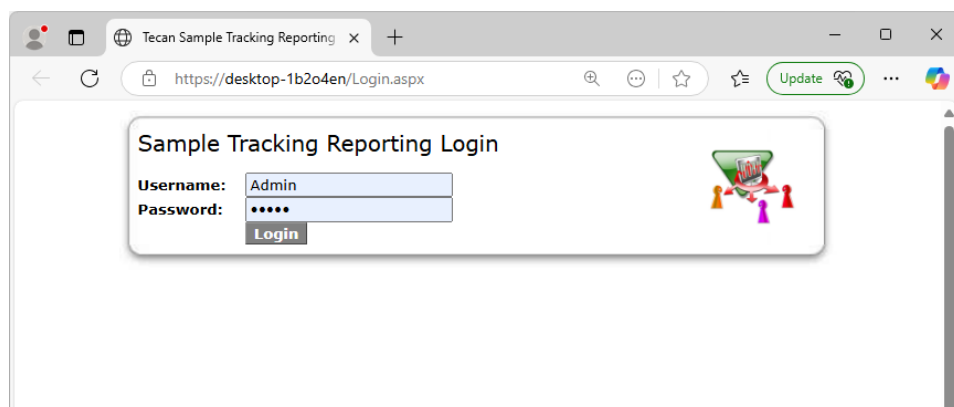 Tecan Sample Tracking Reporting
https://desktop-1b2o4en/Login.aspx
Update
Sample Tracking Reporting Login
Username: Admin
Password: •••••
Login